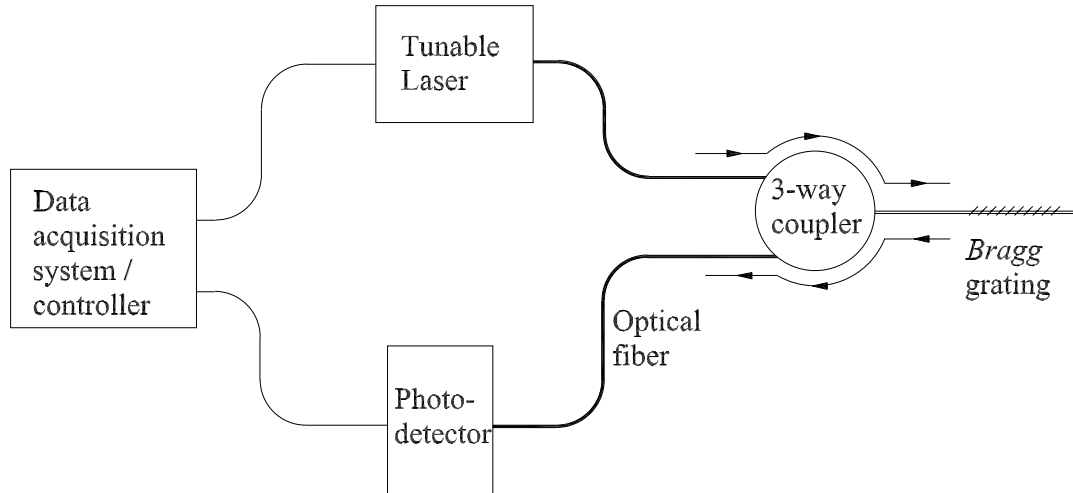 Tunable
Laser
Data
acquisition
system /
controller
3-way
coupler
Bragg
grating
Optical
fiber
Photo-
detector